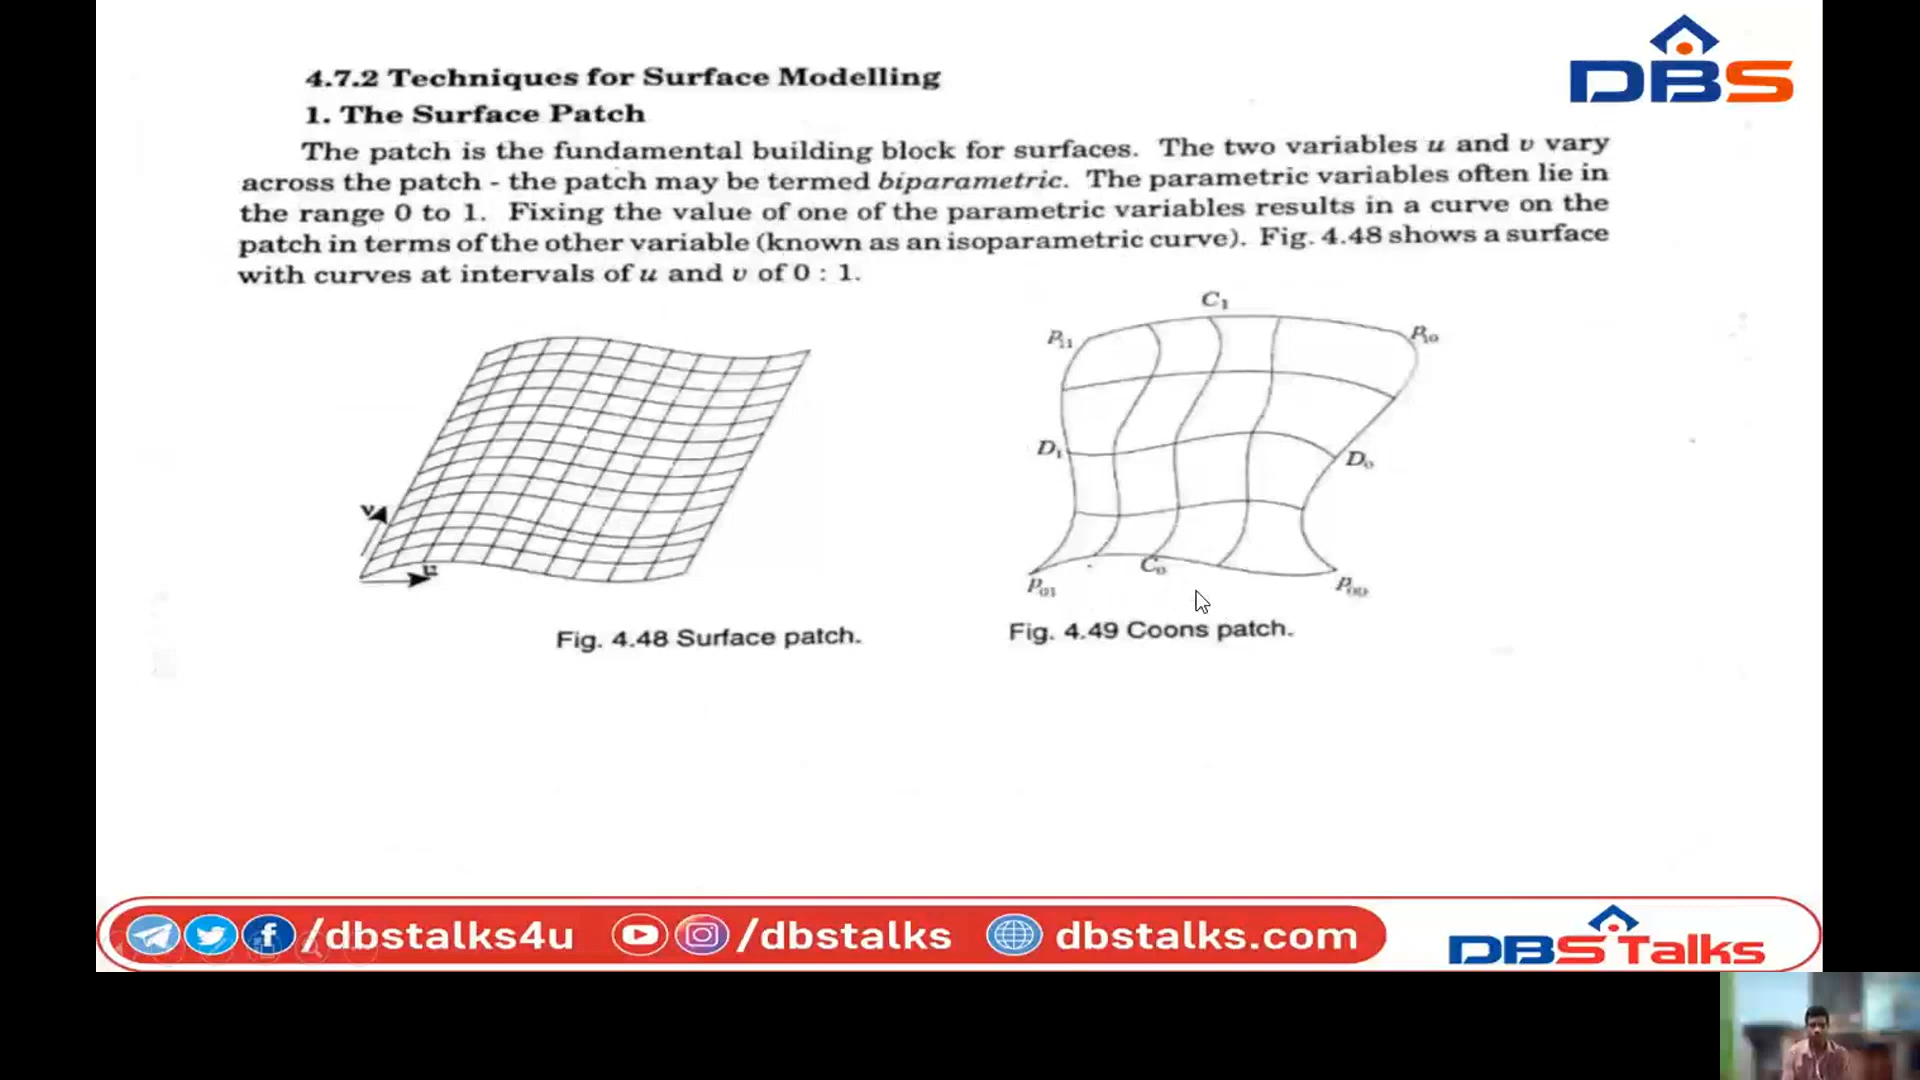 DBS
4.7.2 Techniques for Surface Modelling
1. The Surface Patch
The patch is the fundamental building block for surfaces. The two variables u and v vary
across the patch - the patch may be termed biparametric. The parametric variables often lie in
the range 0 to 1. Fixing the value of one of the parametric variables results in a curve on the
patch in terms of the other variable (known as an isoparametric curve). Fig. 4.48 shows a surface
with curves at intervals of u and v of 0 : 1.
C1
P11
P10
D1
D0
v
u
C0
P01
P00
Fig. 4.48 Surface patch.
Fig. 4.49 Coons patch.
/dbstalks4u
/dbstalks
dbstalks.com
DBS Talks